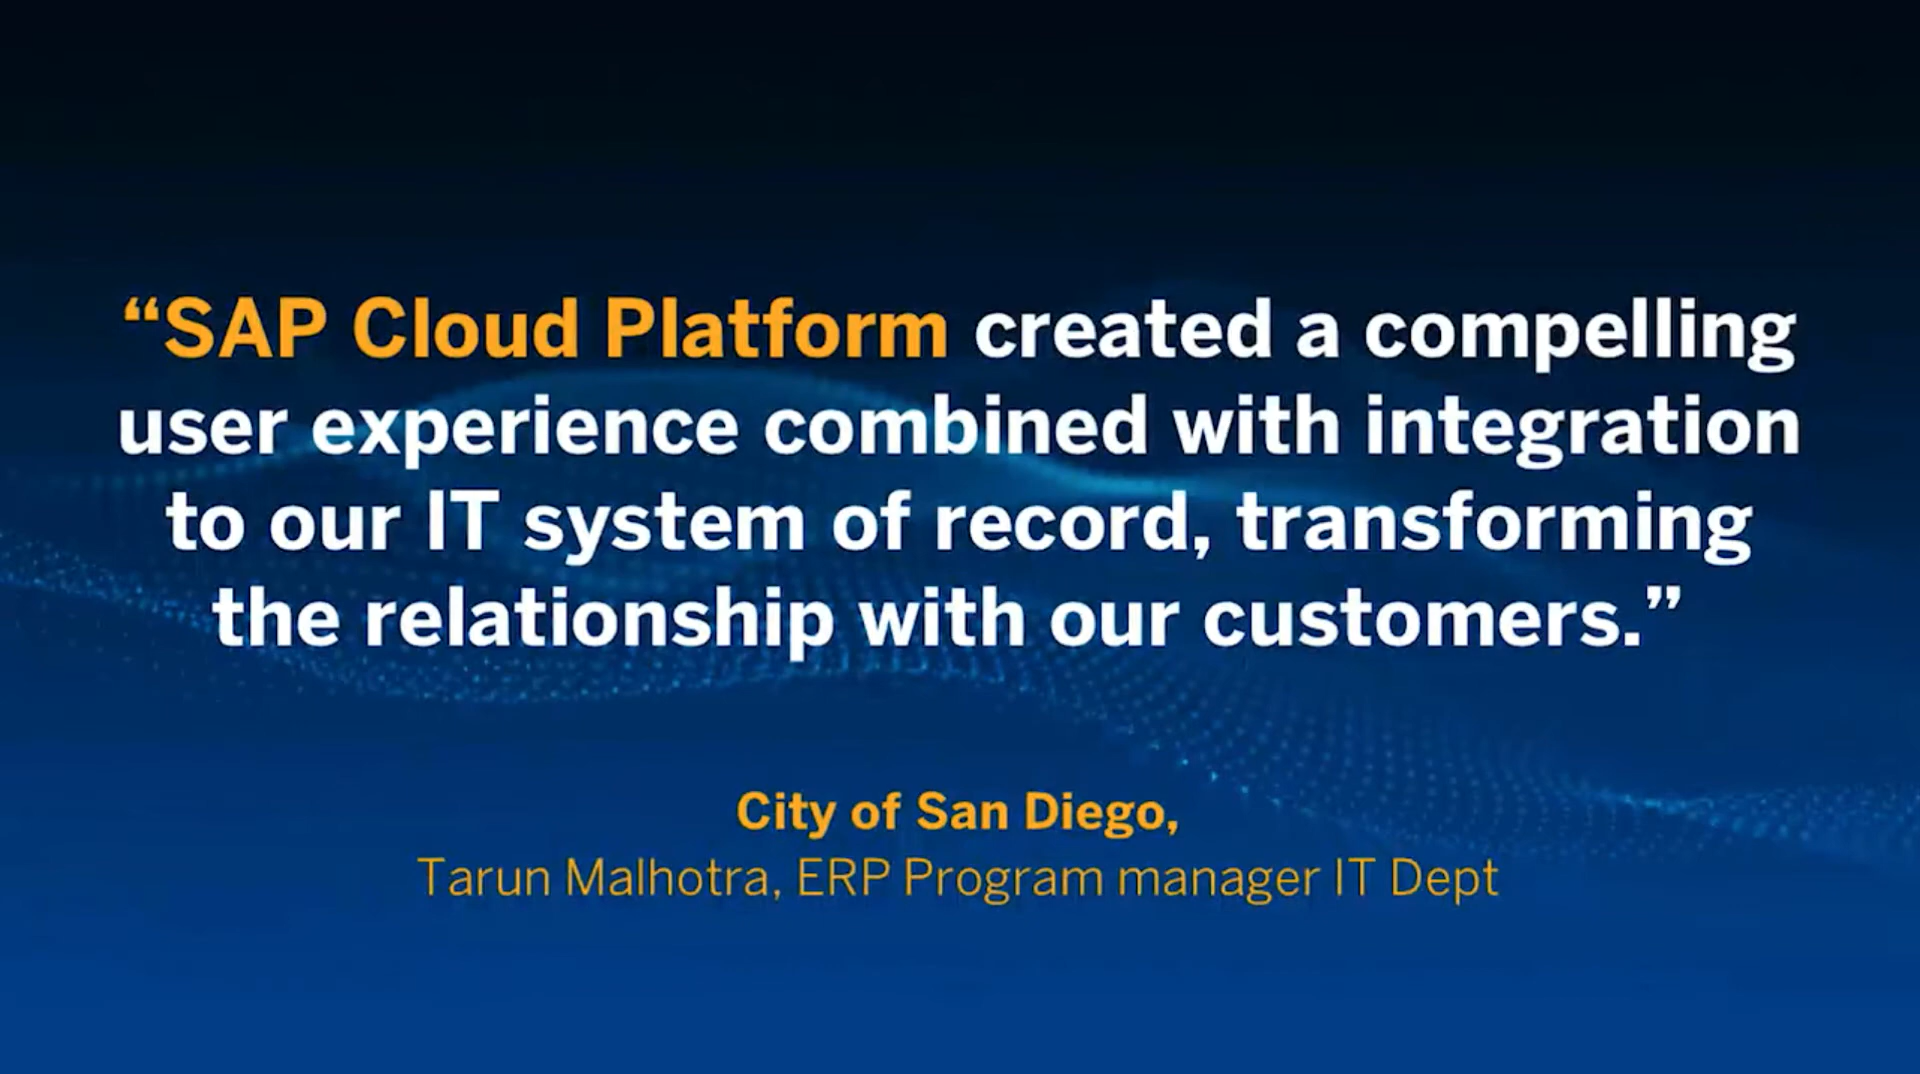 “SAP Cloud Platform created a compelling
user experience combined with integration
to our IT system of record, transforming
the relationship with our customers.”
City of San Diego,
Tarun Malhotra, ERP Program manager IT Dept